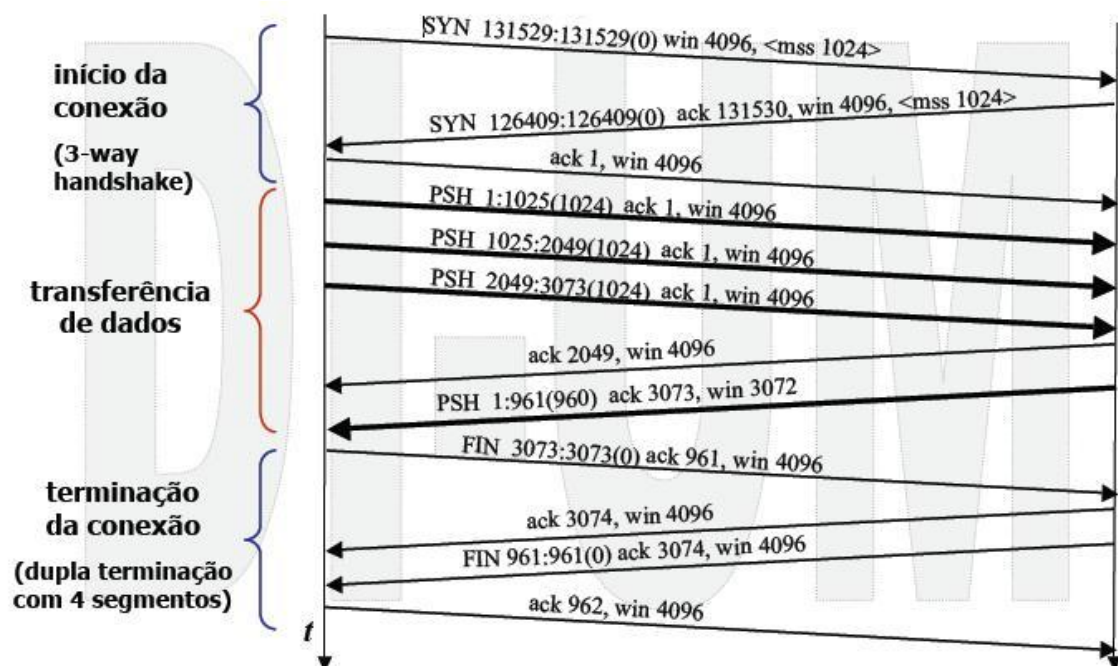 SYN 131529:131529(0) win 4096, <mss 1024>
início da
conexão
(3-way
handshake)
SYN 126409:126409(0) ack 131530, win 4096, <mss 1024>
ack 1, win 4096
PSH 1:1025(1024) ack 1, win 4096
PSH 1025:2049(1024) ack 1, win 4096
PSH 2049:3073(1024) ack 1, win 4096
transferência
de dados
ack 2049, win 4096
PSH 1:961(960) ack 3073, win 3072
FIN 3073:3073(0) ack 961, win 4096
terminação
da conexão
(dupla terminação
com 4 segmentos)
ack 3074, win 4096
FIN 961:961(0) ack 3074, win 4096
ack 962, win 4096
t
DI-UM